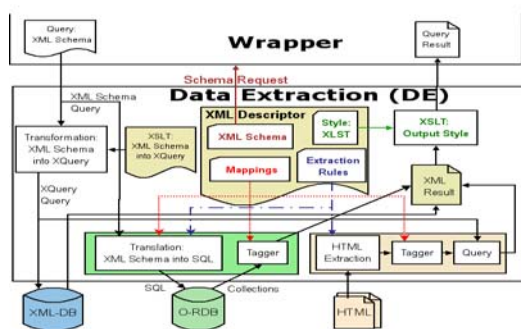 Query:
XML Schema
Wrapper
Query
Result
Schema Request
XML Schema
Query
Data Extraction (DE)
XML Descriptor
Transformation:
XML Schema
into XQuery
XSLT:
XML Schema
into XQuery
XML Schema
Style:
XLST
XSLT:
Output Style
Mappings
Extraction
Rules
XML
Result
XQuery
Query
Translation:
XML Schema into SQL
Tagger
HTML
Extraction
Tagger
Query
SQL
Collections
XML-DB
O-RDB
HTML